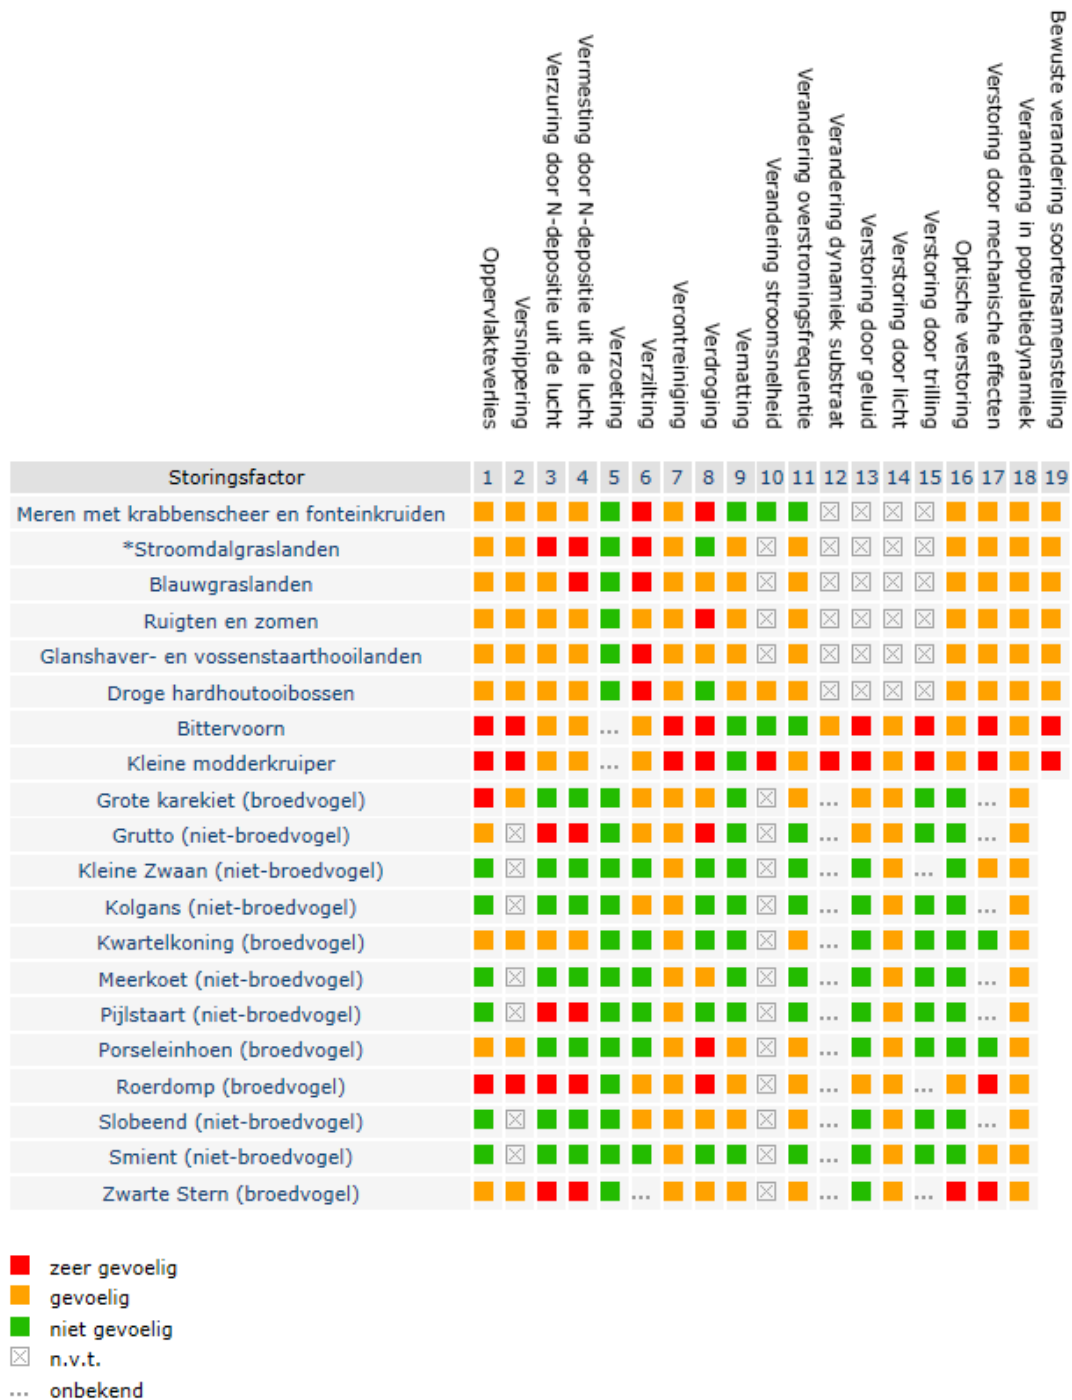 Oppervlakteverlies
Versnippering
Verzuring door N-depositie uit de lucht
Vermesting door N-depositie uit de lucht
Verzoeting
Verzilting
Verontreiniging
Verdroging
Vernatting
Verandering stroomsnelheid
Verandering overstromingsfrequentie
Verandering dynamiek substraat
Verstoring door geluid
Verstoring door licht
Verstoring door trilling
Optische verstoring
Verstoring door mechanische effecten
Verandering in populatiedynamiek
Bewuste verandering soortensamenstelling
Storingsfactor 1 2 3 4 5 6 7 8 9 10 11 12 13 14 15 16 17 18 19
Meren met krabbenscheer en fonteinkruiden
*Stroomdalgraslanden
Blauwgraslanden
Ruigten en zomen
Glanshaver- en vossenstaarthooilanden
Droge hardhoutooibossen
Bittervoorn ...
Kleine modderkruiper ...
Grote karekiet (broedvogel) ... ...
Grutto (niet-broedvogel) ... ...
Kleine Zwaan (niet-broedvogel) ... ...
Kolgans (niet-broedvogel) ... ...
Kwartelkoning (broedvogel) ...
Meerkoet (niet-broedvogel) ... ...
Pijlstaart (niet-broedvogel) ... ...
Porseleinhoen (broedvogel) ...
Roerdomp (broedvogel) ... ...
Slobeend (niet-broedvogel) ... ...
Smient (niet-broedvogel) ...
Zwarte Stern (broedvogel) ... ... ...
zeer gevoelig
gevoelig
niet gevoelig
n.v.t.
... onbekend